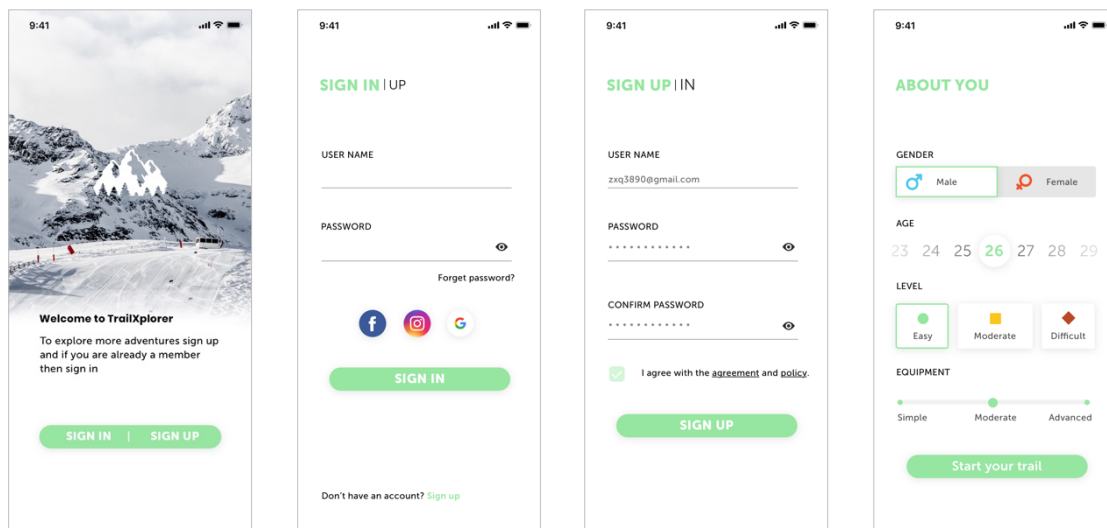 9:41
Welcome to TrailXplorer
To explore more adventures sign up
and if you are already a member
then sign in
SIGN IN | SIGN UP
9:41
SIGN IN | UP
USER NAME
PASSWORD
Forget password?
f
G
SIGN IN
Don't have an account? Sign up
9:41
SIGN UP | IN
USER NAME
zxq3890@gmail.com
PASSWORD
CONFIRM PASSWORD
I agree with the agreement and policy.
SIGN UP
9:41
ABOUT YOU
GENDER
Male Female
AGE
23 24 25 26 27 28 29
LEVEL
Easy Moderate Difficult
EQUIPMENT
Simple Moderate Advanced
Start your trail